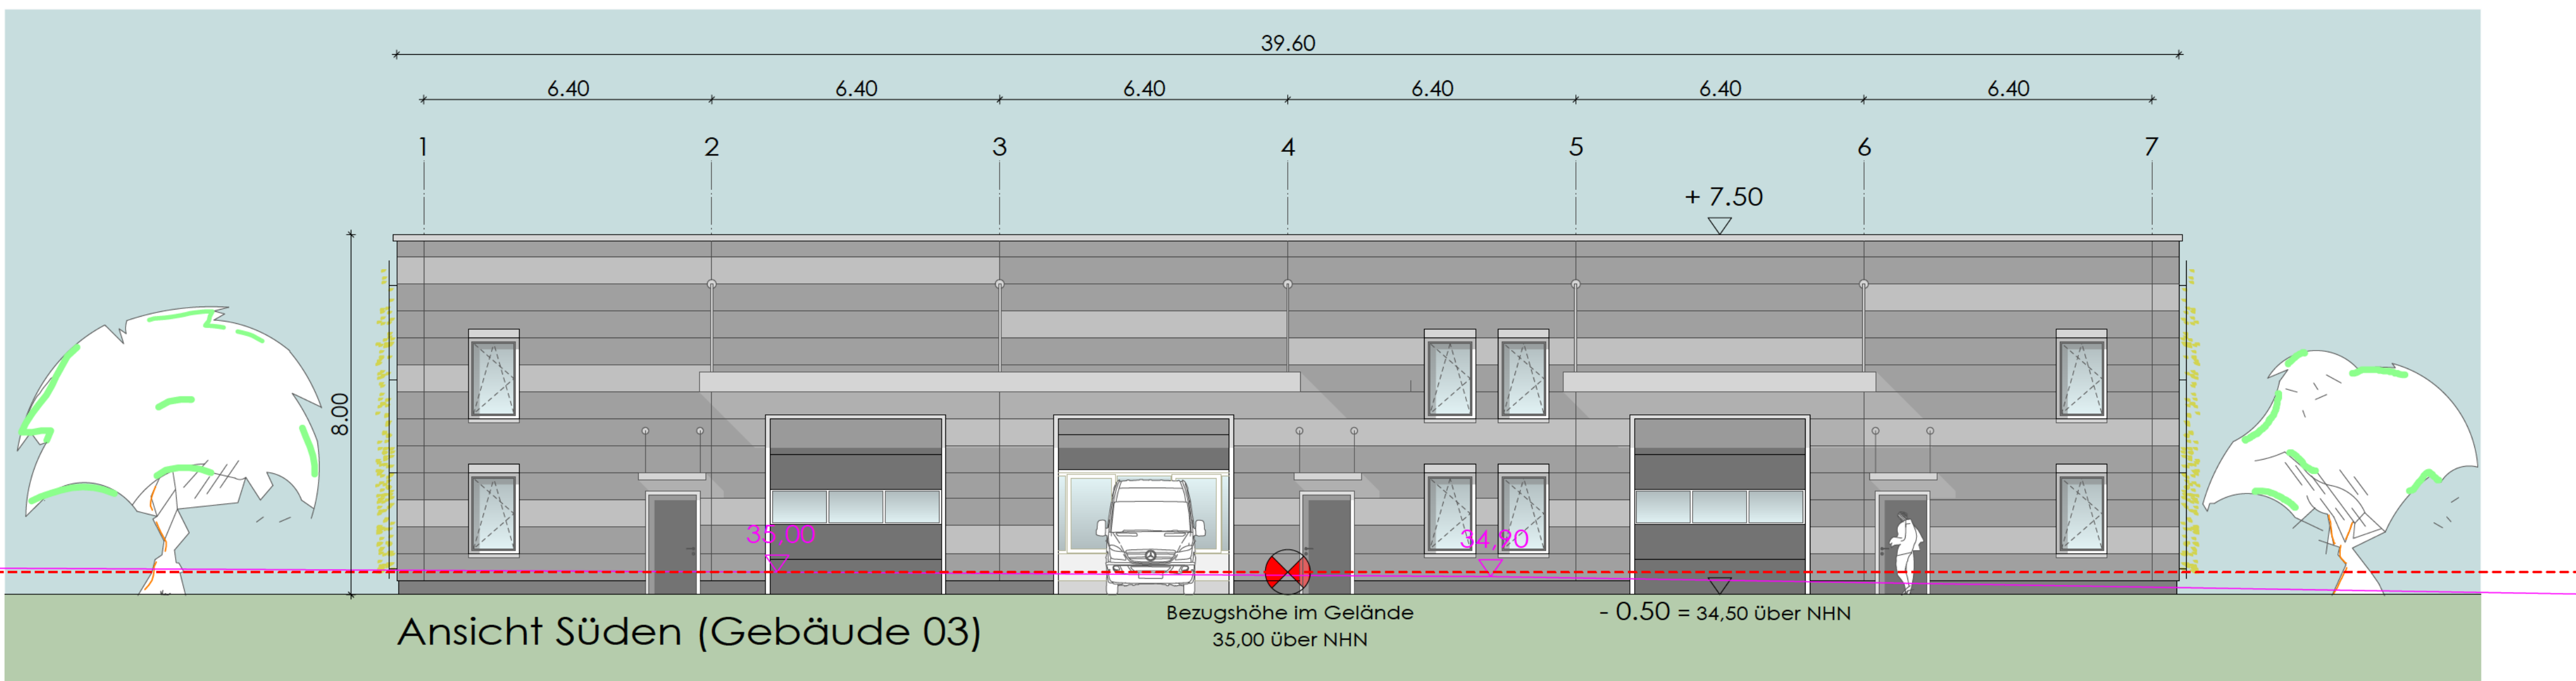 39.60
6.40 6.40 6.40 6.40 6.40 6.40
1 2 3 4 5 6 7
+ 7.50
8.00
35,00
34,90
Bezugshöhe im Gelände
35,00 über NHN
- 0.50 = 34,50 über NHN
Ansicht Süden (Gebäude 03)